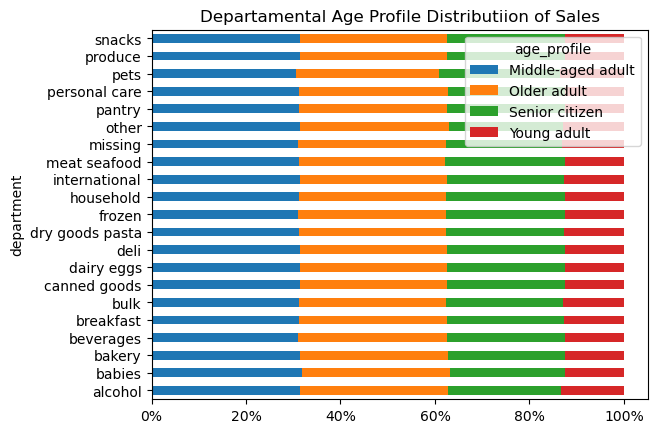 Departamental Age Profile Distributiion of Sales
age_profile
Middle-aged adult
Older adult
Senior citizen
Young adult
department
snacks
produce
pets
personal care
pantry
other
missing
meat seafood
international
household
frozen
dry goods pasta
deli
dairy eggs
canned goods
bulk
breakfast
beverages
bakery
babies
alcohol
0% 20% 40% 60% 80% 100%